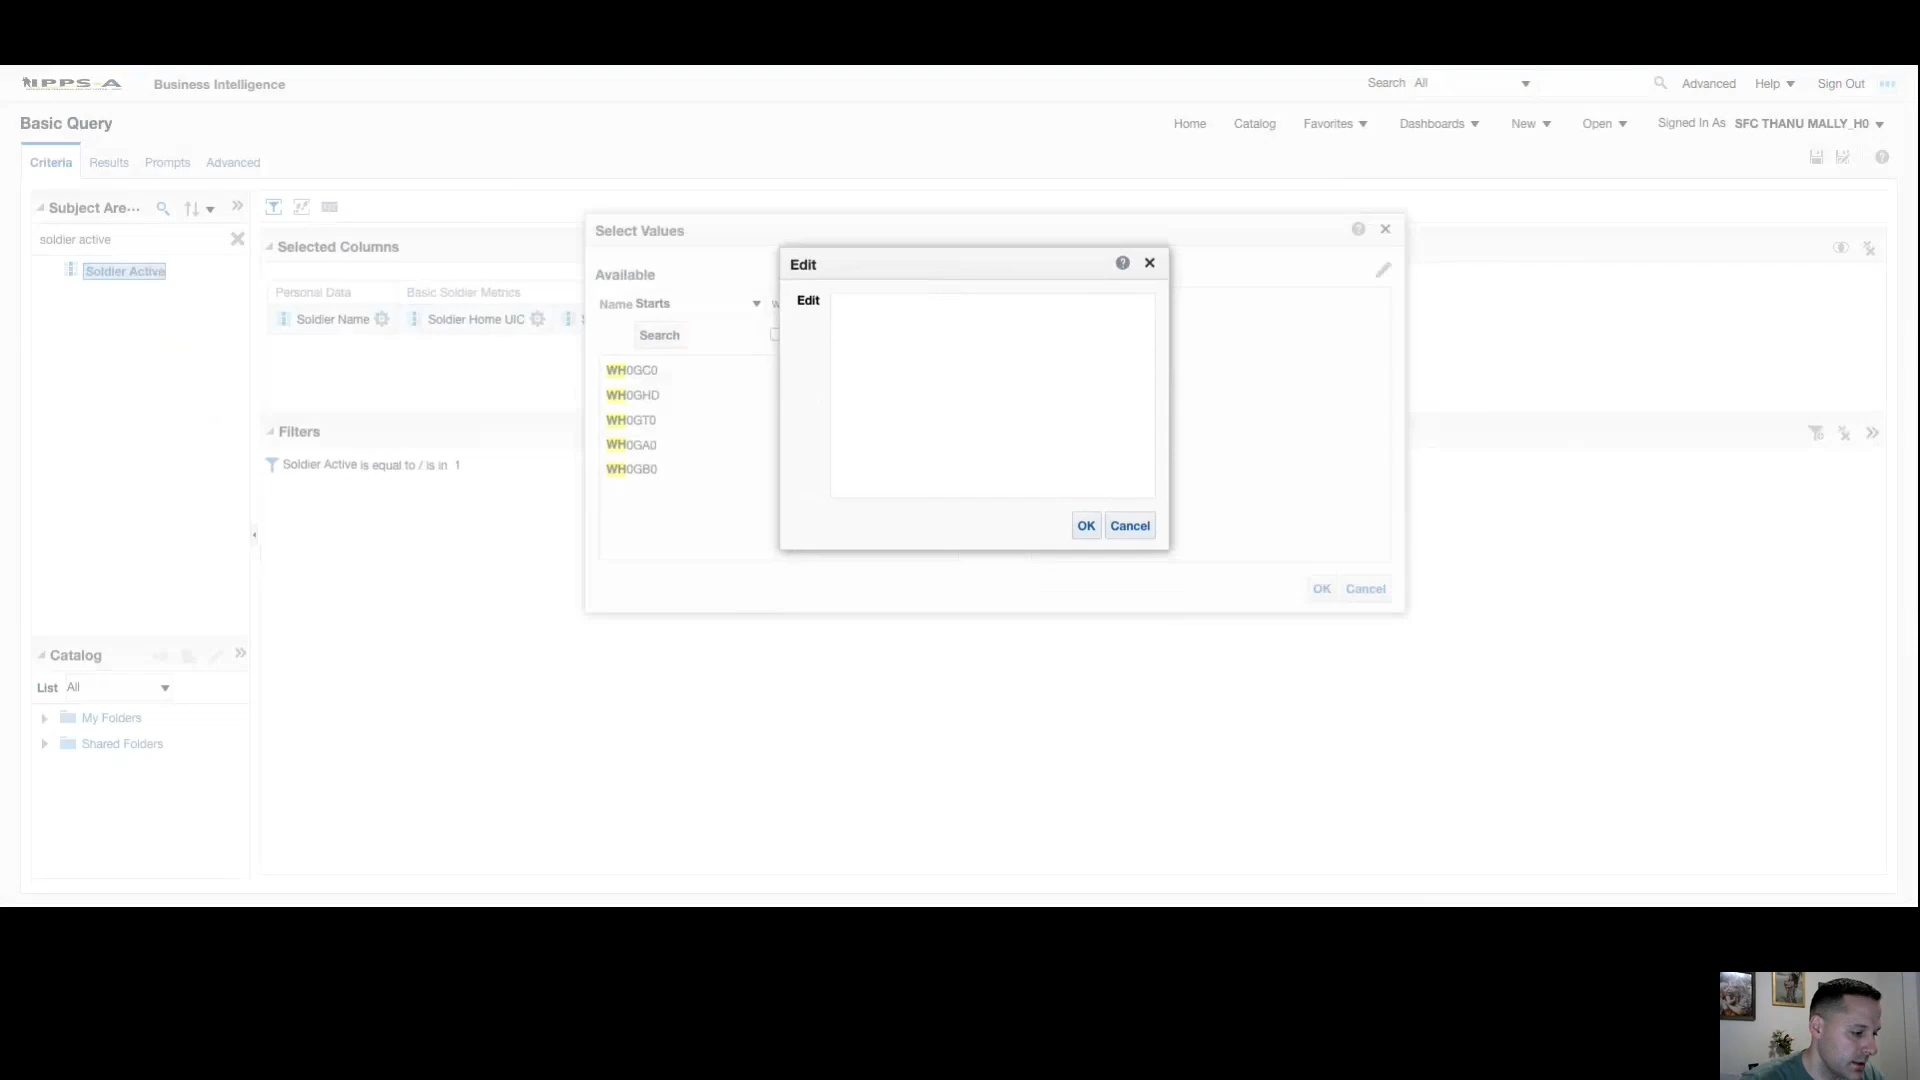 IPPS-A
Business Intelligence
Search All
Advanced
Help
Sign Out
Basic Query
Home
Catalog
Favorites
Dashboards
New
Open
Signed In As SFC THANU MALLY_H0
Criteria
Results
Prompts
Advanced
Subject Are...
soldier active
Soldier Active
Selected Columns
Personal Data
Basic Soldier Metrics
Soldier Name
Soldier Home UIC
Filters
Soldier Active is equal to / is in 1
Select Values
Available
Name Starts
Search
WH0GC0
WH0GHD
WH0GT0
WH0GA0
WH0GB0
OK
Cancel
Edit
Edit
OK
Cancel
Catalog
List All
My Folders
Shared Folders